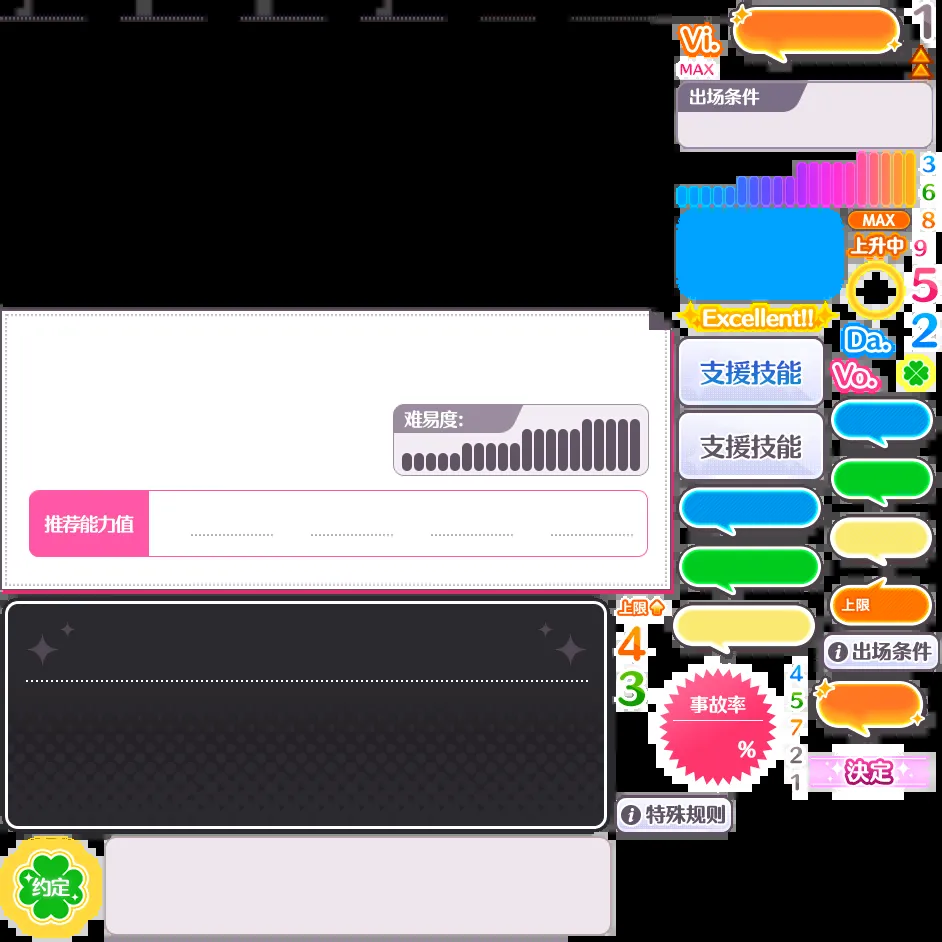 Vi.
1
MAX
出场条件
3
6
MAX
8
上升中
9
5
Excellent!!
2
Da.
支援技能
Vo.
难易度:
支援技能
推荐能力值
上限
上限
4
出场条件
3
事故率
%
4
5
7
2
1
決定
特殊规则
约定